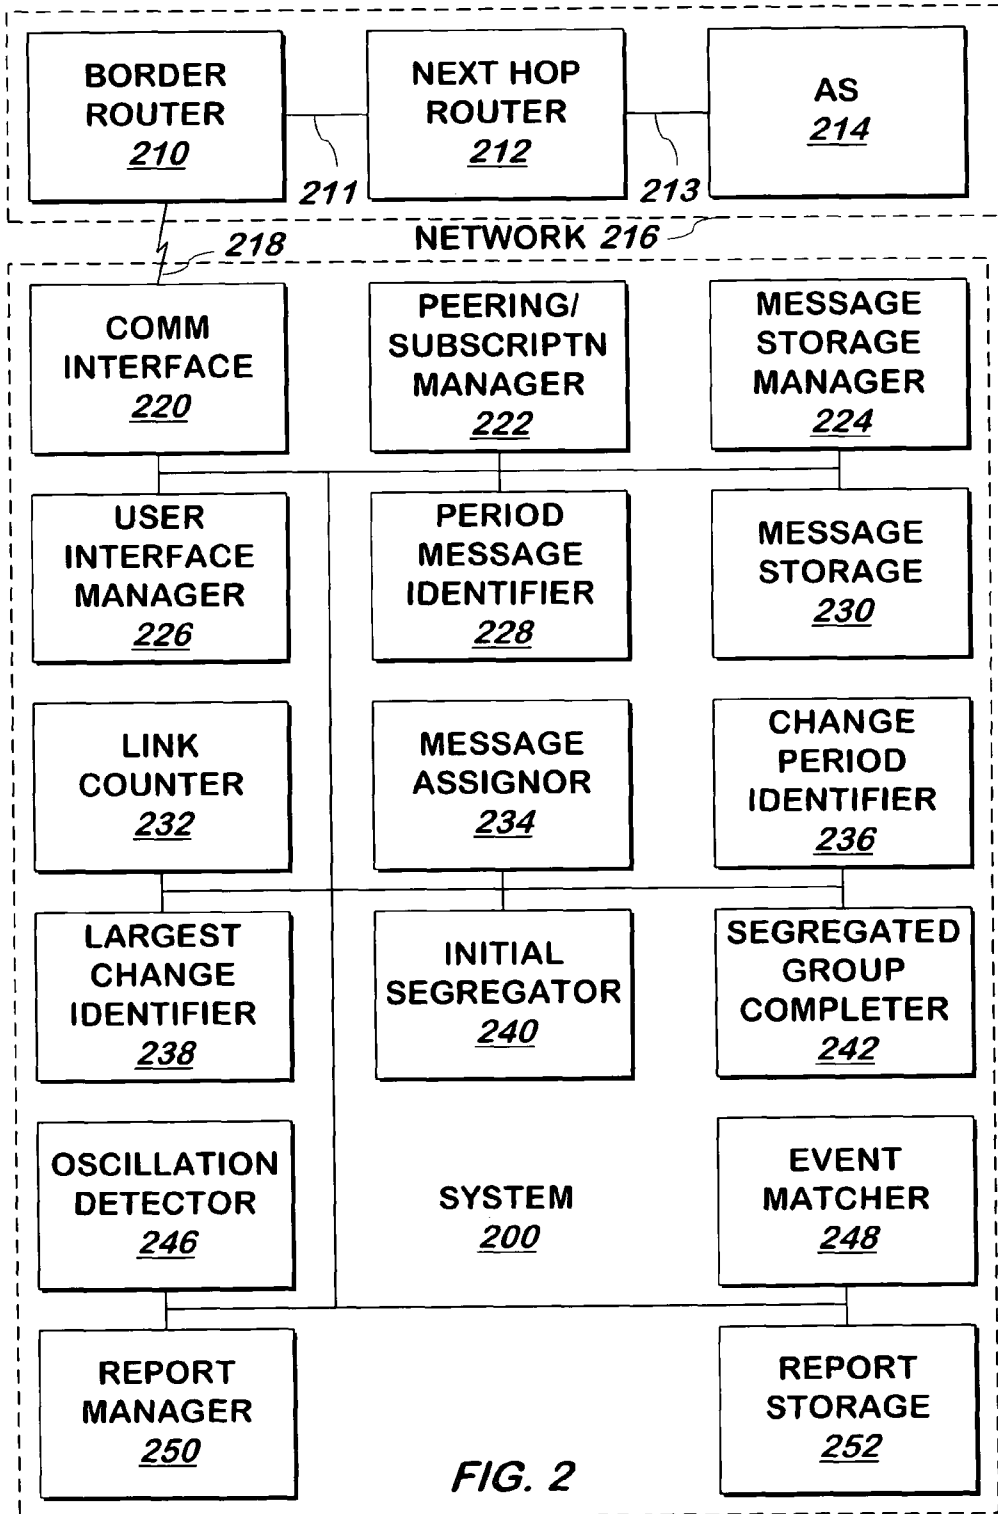 BORDER
ROUTER
210
NEXT HOP
ROUTER
212
AS
214
211
213
NETWORK 216
218
COMM
INTERFACE
220
PEERING/
SUBSCRIPTN
MANAGER
222
MESSAGE
STORAGE
MANAGER
224
USER
INTERFACE
MANAGER
226
PERIOD
MESSAGE
IDENTIFIER
228
MESSAGE
STORAGE
230
LINK
COUNTER
232
MESSAGE
ASSIGNOR
234
CHANGE
PERIOD
IDENTIFIER
236
LARGEST
CHANGE
IDENTIFIER
238
INITIAL
SEGREGATOR
240
SEGREGATED
GROUP
COMPLETER
242
OSCILLATION
DETECTOR
246
SYSTEM
200
EVENT
MATCHER
248
REPORT
MANAGER
250
REPORT
STORAGE
252
FIG. 2